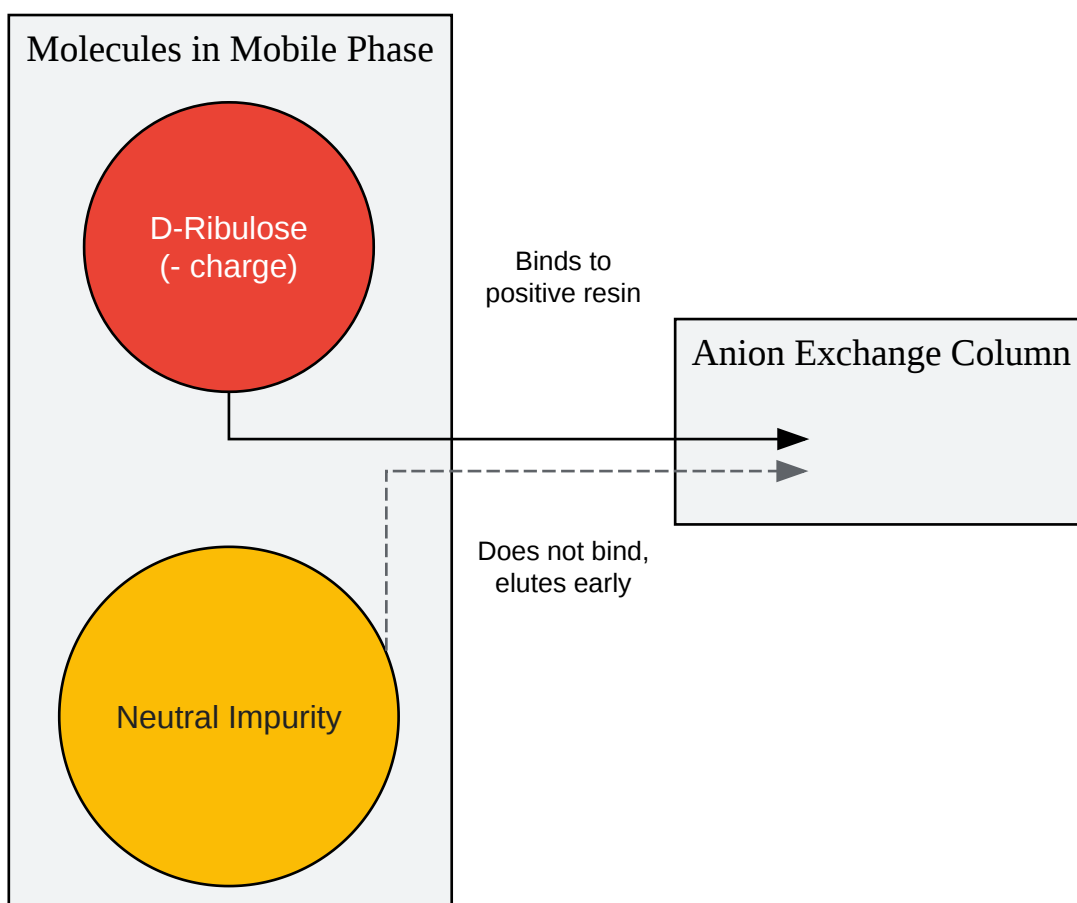 Molecules in Mobile Phase
D-Ribulose
(- charge)
Binds to
positive resin
Anion Exchange Column
Does not bind,
elutes early
Neutral Impurity